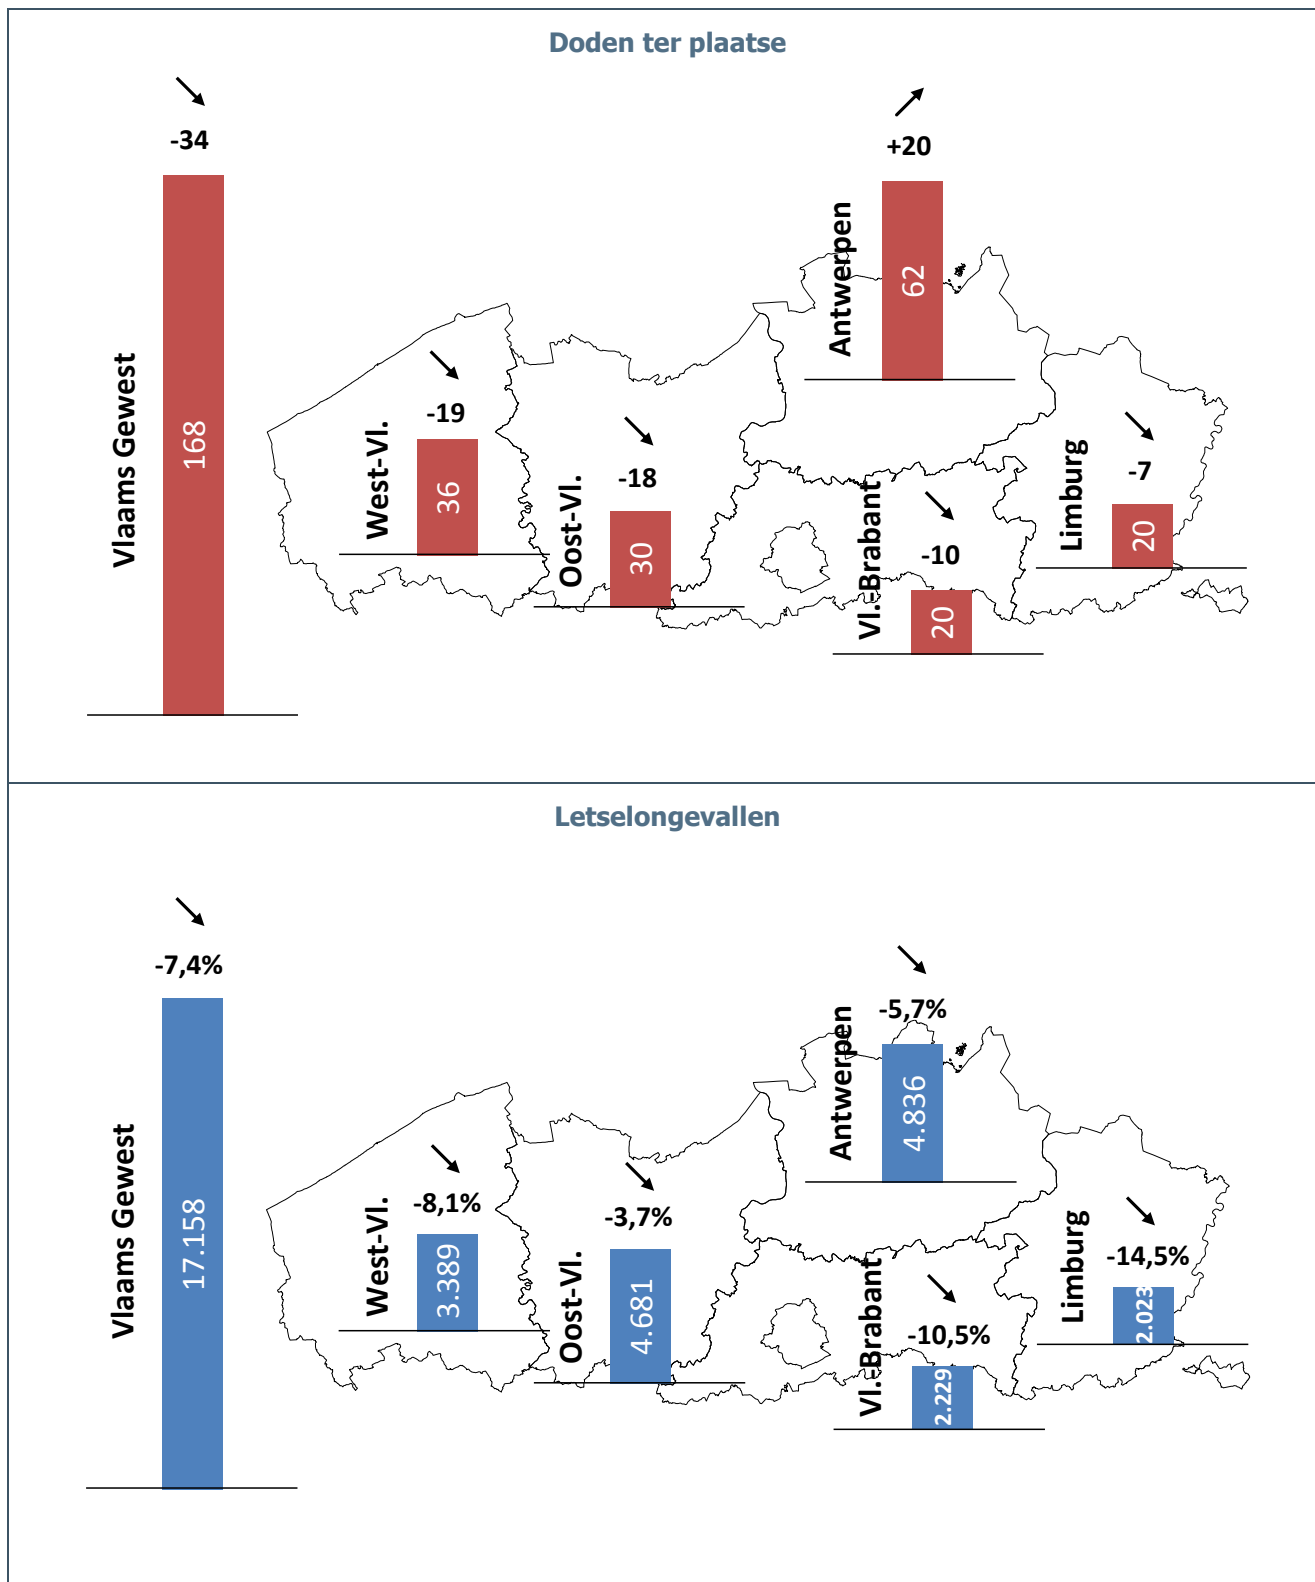 Doden ter plaatse
-34
Vlaams Gewest
168
+20
Antwerpen
62
-19
West-Vl.
36
-18
Oost-Vl.
30
-10
Vl.-Brabant
20
-7
Limburg
20
Letselongevallen
-7,4%
Vlaams Gewest
17.158
-5,7%
Antwerpen
4.836
-8,1%
West-Vl.
3.389
-3,7%
Oost-Vl.
4.681
-10,5%
Vl.-Brabant
2.229
-14,5%
Limburg
2.023